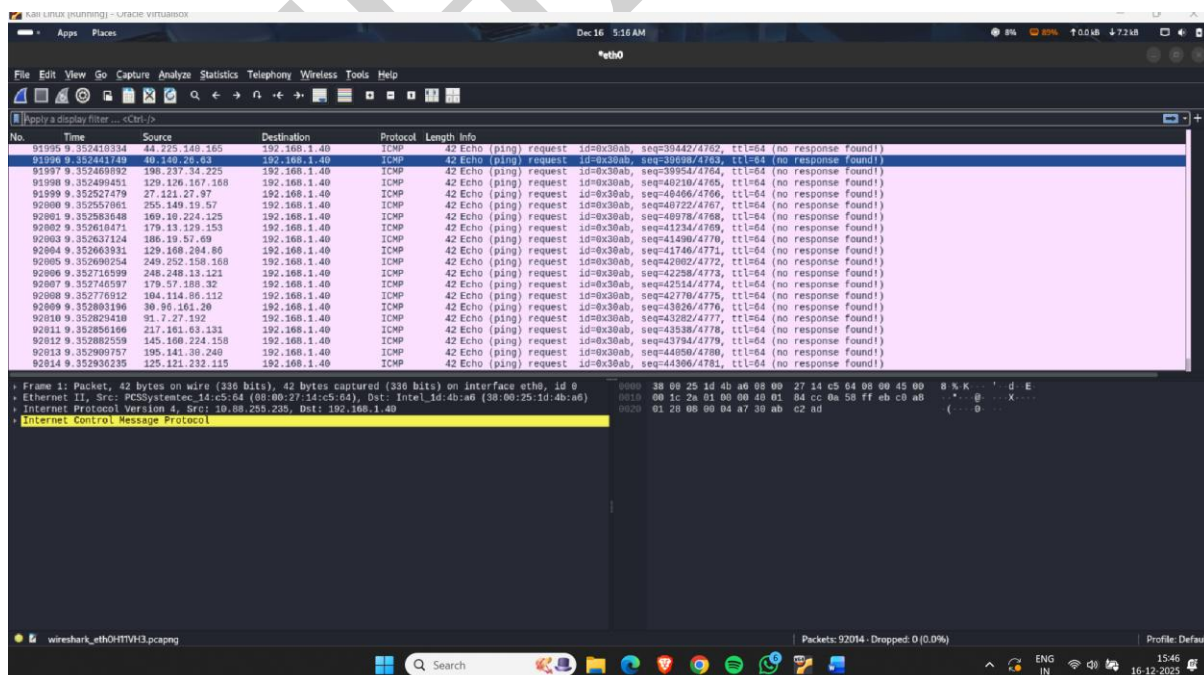 Kali Linux [Running] - Oracle VirtualBox
Apps Places Dec 16 5:16 AM 8% 89% ↑0.0 kB ↓7.2 kB
*eth0
File Edit View Go Capture Analyze Statistics Telephony Wireless Tools Help
Apply a display filter ... <Ctrl-/>
No. Time Source Destination Protocol Length Info
91995 9.352410334 44.225.140.165 192.168.1.40 ICMP 42 Echo (ping) request id=0x30ab, seq=39442/4762, ttl=64 (no response found!)
91996 9.352441749 40.140.26.63 192.168.1.40 ICMP 42 Echo (ping) request id=0x30ab, seq=39698/4763, ttl=64 (no response found!)
91997 9.352469892 198.237.34.225 192.168.1.40 ICMP 42 Echo (ping) request id=0x30ab, seq=39954/4764, ttl=64 (no response found!)
91998 9.352499451 129.126.167.168 192.168.1.40 ICMP 42 Echo (ping) request id=0x30ab, seq=40210/4765, ttl=64 (no response found!)
91999 9.352527479 27.121.27.97 192.168.1.40 ICMP 42 Echo (ping) request id=0x30ab, seq=40466/4766, ttl=64 (no response found!)
92000 9.352557061 255.149.19.57 192.168.1.40 ICMP 42 Echo (ping) request id=0x30ab, seq=40722/4767, ttl=64 (no response found!)
92001 9.352583648 169.10.224.125 192.168.1.40 ICMP 42 Echo (ping) request id=0x30ab, seq=40978/4768, ttl=64 (no response found!)
92002 9.352610471 179.13.129.153 192.168.1.40 ICMP 42 Echo (ping) request id=0x30ab, seq=41234/4769, ttl=64 (no response found!)
92003 9.352637124 186.19.57.69 192.168.1.40 ICMP 42 Echo (ping) request id=0x30ab, seq=41490/4770, ttl=64 (no response found!)
92004 9.352663931 129.168.204.86 192.168.1.40 ICMP 42 Echo (ping) request id=0x30ab, seq=41746/4771, ttl=64 (no response found!)
92005 9.352690254 249.252.158.168 192.168.1.40 ICMP 42 Echo (ping) request id=0x30ab, seq=42002/4772, ttl=64 (no response found!)
92006 9.352716599 248.248.13.121 192.168.1.40 ICMP 42 Echo (ping) request id=0x30ab, seq=42258/4773, ttl=64 (no response found!)
92007 9.352746597 179.57.188.32 192.168.1.40 ICMP 42 Echo (ping) request id=0x30ab, seq=42514/4774, ttl=64 (no response found!)
92008 9.352776912 104.114.86.112 192.168.1.40 ICMP 42 Echo (ping) request id=0x30ab, seq=42770/4775, ttl=64 (no response found!)
92009 9.352803196 30.96.161.20 192.168.1.40 ICMP 42 Echo (ping) request id=0x30ab, seq=43026/4776, ttl=64 (no response found!)
92010 9.352829410 91.7.27.192 192.168.1.40 ICMP 42 Echo (ping) request id=0x30ab, seq=43282/4777, ttl=64 (no response found!)
92011 9.352856166 217.161.63.131 192.168.1.40 ICMP 42 Echo (ping) request id=0x30ab, seq=43538/4778, ttl=64 (no response found!)
92012 9.352882559 145.160.224.158 192.168.1.40 ICMP 42 Echo (ping) request id=0x30ab, seq=43794/4779, ttl=64 (no response found!)
92013 9.352909757 195.141.30.240 192.168.1.40 ICMP 42 Echo (ping) request id=0x30ab, seq=44050/4780, ttl=64 (no response found!)
92014 9.352936235 125.121.232.115 192.168.1.40 ICMP 42 Echo (ping) request id=0x30ab, seq=44306/4781, ttl=64 (no response found!)
Frame 1: Packet, 42 bytes on wire (336 bits), 42 bytes captured (336 bits) on interface eth0, id 0
Ethernet II, Src: PCSSystemtec_14:c5:64 (08:00:27:14:c5:64), Dst: Intel_1d:4b:a6 (38:00:25:1d:4b:a6)
Internet Protocol Version 4, Src: 10.88.255.235, Dst: 192.168.1.40
Internet Control Message Protocol
0000 38 00 25 1d 4b a6 08 00 27 14 c5 64 08 00 45 00 8 % K · · · ' · · d · · E ·
0010 00 1c 2a 01 00 00 40 01 84 cc 0a 58 ff eb c0 a8 · · * · · · @ · · · · X · · · ·
0020 01 28 08 00 04 a7 30 ab c2 ad · ( · · · · 0 · · ·
wireshark_eth0H11VH3.pcapng Packets: 92014 · Dropped: 0 (0.0%) Profile: Defau
Search
ENG
IN
15:46
16-12-2025